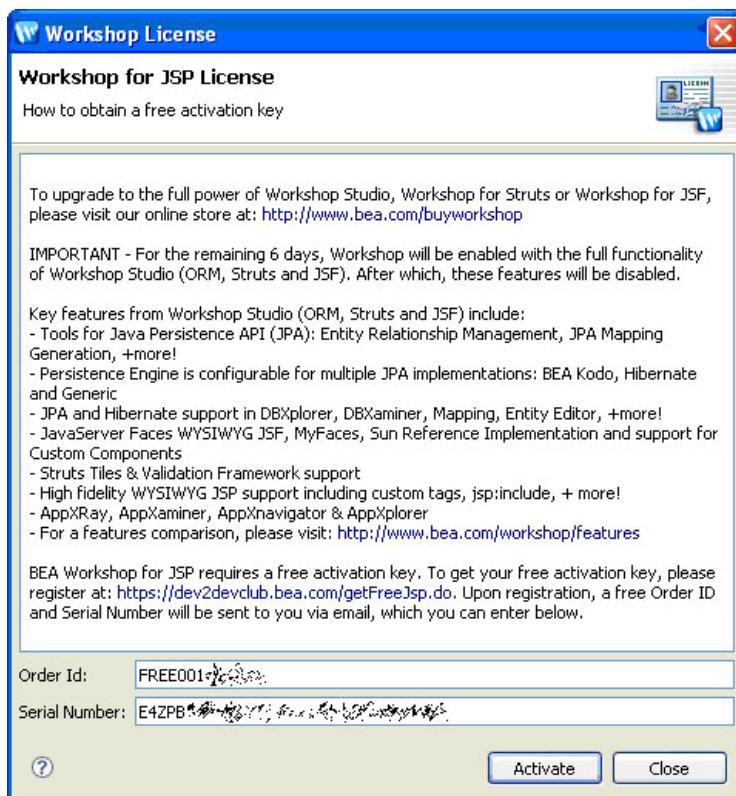 Workshop License
Workshop for JSP License
How to obtain a free activation key
LICENSE
To upgrade to the full power of Workshop Studio, Workshop for Struts or Workshop for JSF,
please visit our online store at: http://www.bea.com/buyworkshop
IMPORTANT - For the remaining 6 days, Workshop will be enabled with the full functionality
of Workshop Studio (ORM, Struts and JSF). After which, these features will be disabled.
Key features from Workshop Studio (ORM, Struts and JSF) include:
- Tools for Java Persistence API (JPA): Entity Relationship Management, JPA Mapping
Generation, +more!
- Persistence Engine is configurable for multiple JPA implementations: BEA Kodo, Hibernate
and Generic
- JPA and Hibernate support in DBXplorer, DBXaminer, Mapping, Entity Editor, +more!
- JavaServer Faces WYSIWYG JSF, MyFaces, Sun Reference Implementation and support for
Custom Components
- Struts Tiles & Validation Framework support
- High fidelity WYSIWYG JSP support including custom tags, jsp:include, + more!
- AppXRay, AppXaminer, AppXnavigator & AppXplorer
- For a features comparison, please visit: http://www.bea.com/workshop/features
BEA Workshop for JSP requires a free activation key. To get your free activation key, please
register at: https://dev2devclub.bea.com/getFreeJsp.do. Upon registration, a free Order ID
and Serial Number will be sent to you via email, which you can enter below.
Order Id: FREE001
Serial Number: E4ZPB
Activate Close